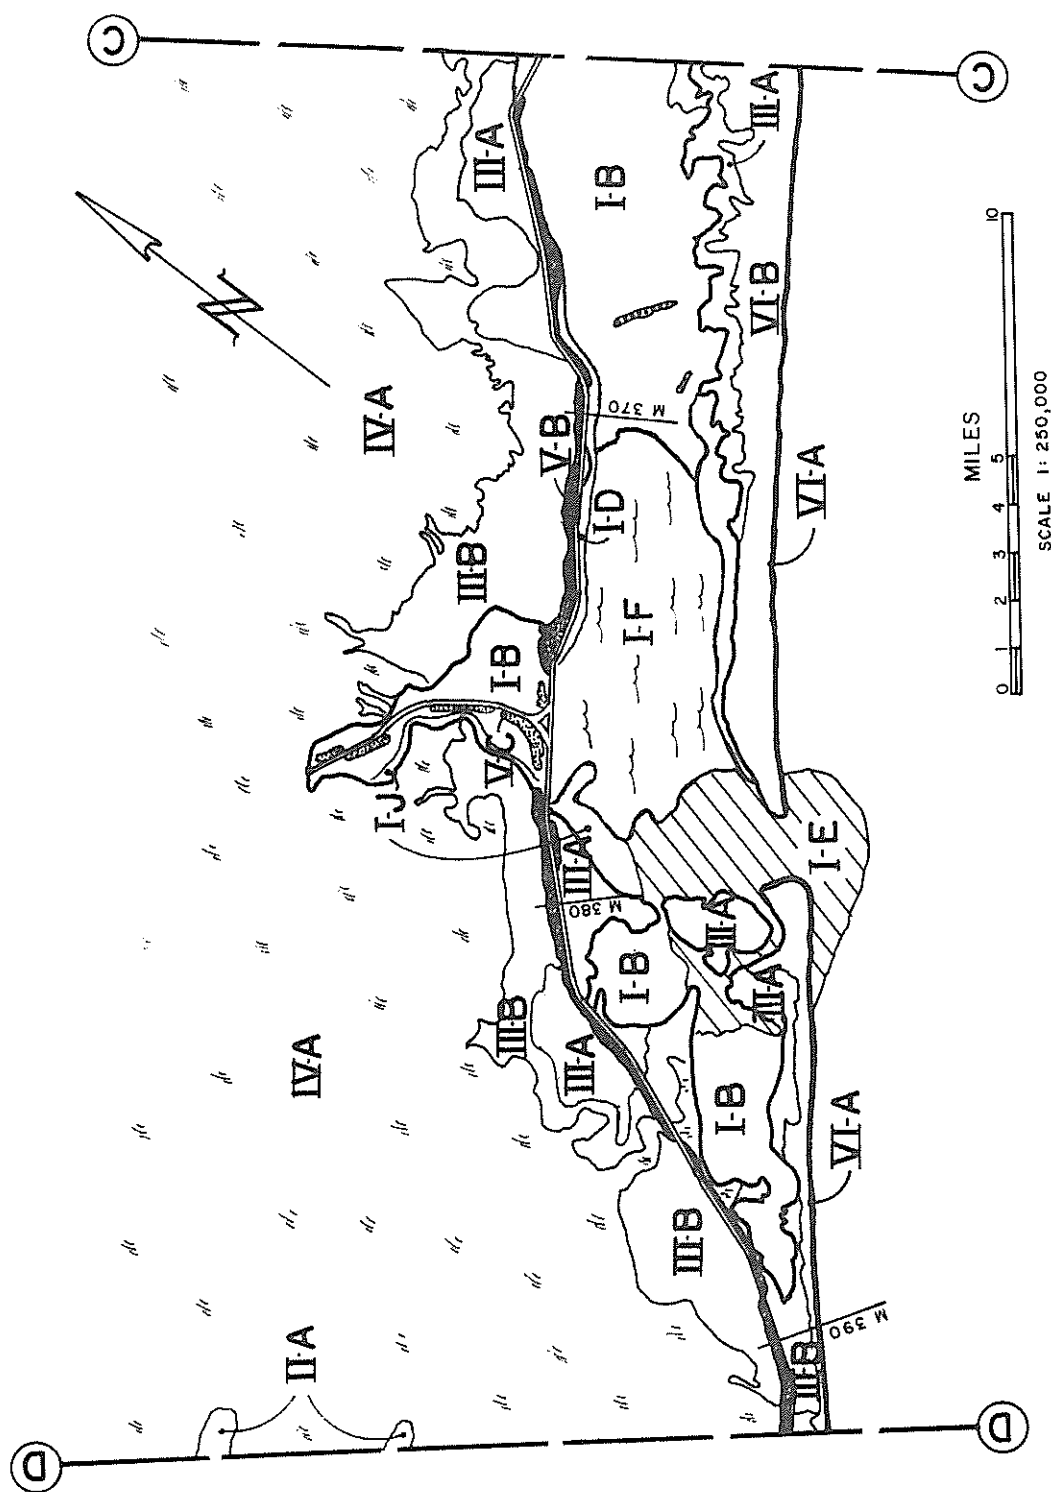 C
C
III-A
III-A
I-B
N
VI-B
IV-A
M 370
V-B
VI-A
I-D
III-B
I-F
I-B
V-C
I-J
III-A
I-E
M 380
III-A
I-B
III-A
III-B
III-A
IV-A
I-B
VI-A
III-B
II-A
M 390
III-B
D
D
MILES
0 1 2 3 4 5 10
SCALE 1: 250,000